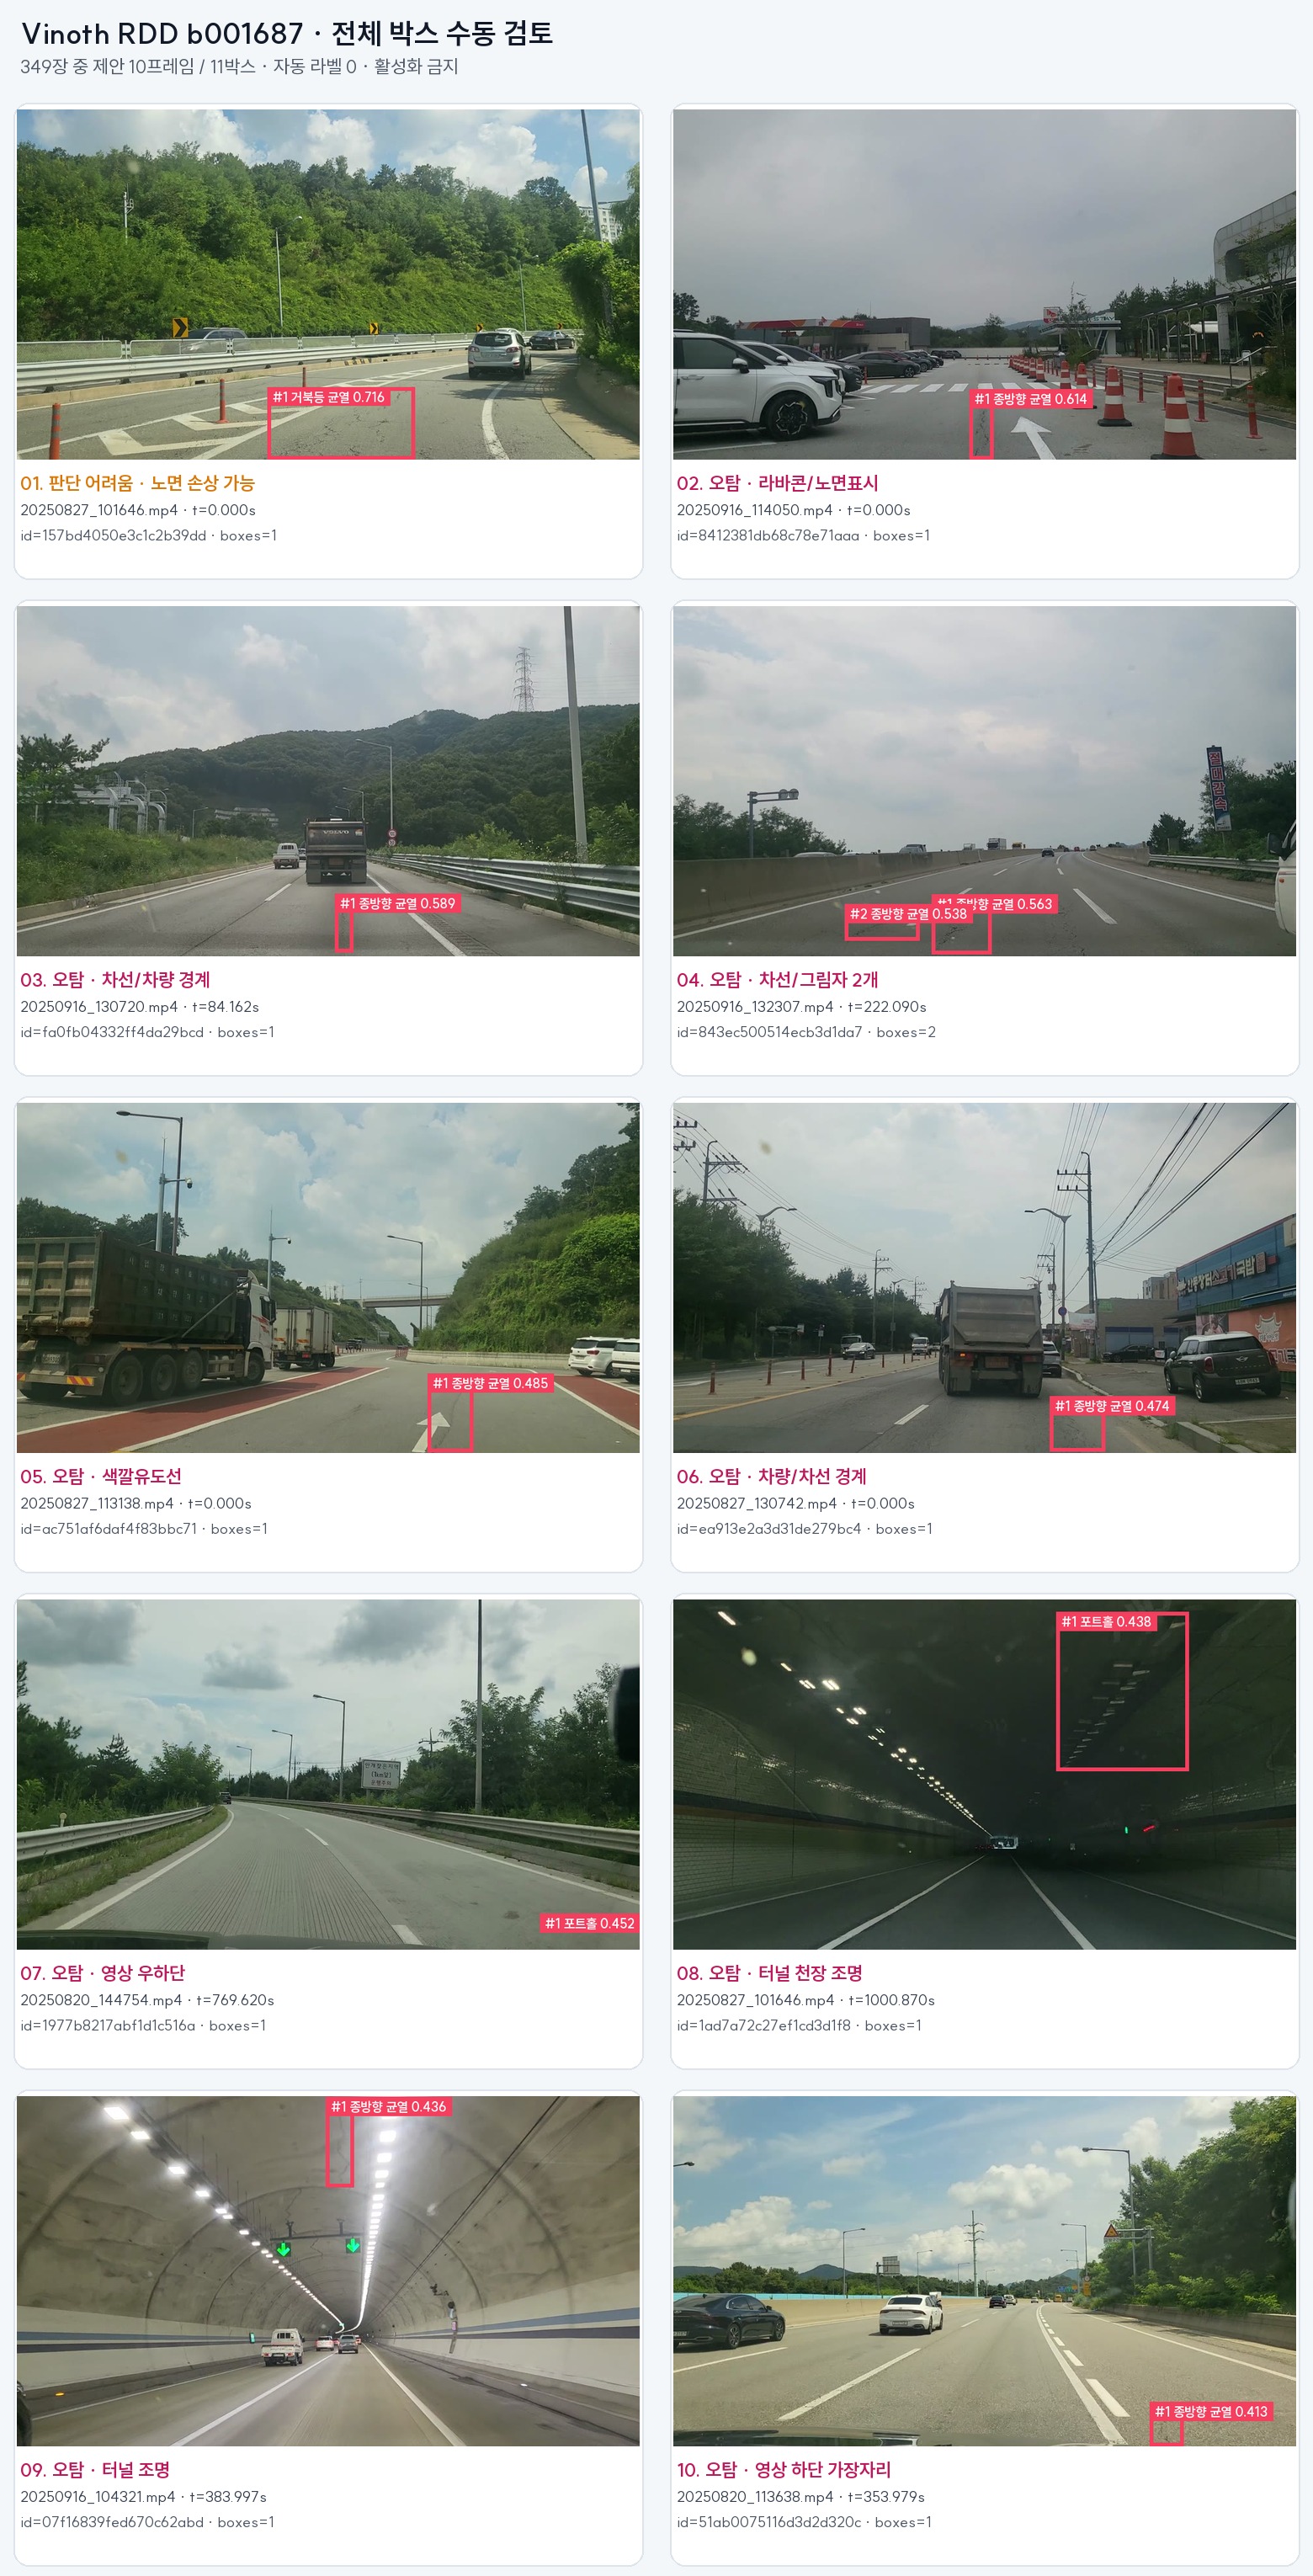 Vinoth RDD b001687 · 전체 박스 수동 검토
349장 중 제안 10프레임 / 11박스 · 자동 라벨 0 · 활성화 금지
#1 거북등 균열 0.716
01. 판단 어려움 · 노면 손상 가능
20250827_101646.mp4 · t=0.000s
id=157bd4050e3c1c2b39dd · boxes=1
#1 종방향 균열 0.614
02. 오탐 · 라바콘/노면표시
20250916_114050.mp4 · t=0.000s
id=8412381db68c78e71aaa · boxes=1
VOLVO
#1 종방향 균열 0.589
03. 오탐 · 차선/차량 경계
20250916_130720.mp4 · t=84.162s
id=fa0fb04332ff4da29bcd · boxes=1
절대감속
#1 종방향 균열 0.563
#2 종방향 균열 0.538
04. 오탐 · 차선/그림자 2개
20250916_132307.mp4 · t=222.090s
id=843ec500514ecb3d1da7 · boxes=2
#1 종방향 균열 0.485
05. 오탐 · 색깔유도선
20250827_113138.mp4 · t=0.000s
id=ac751af6daf4f83bbc71 · boxes=1
#1 종방향 균열 0.474
06. 오탐 · 차량/차선 경계
20250827_130742.mp4 · t=0.000s
id=ea913e2a3d31de279bc4 · boxes=1
#1 포트홀 0.452
07. 오탐 · 영상 우하단
20250820_144754.mp4 · t=769.620s
id=1977b8217abf1d1c516a · boxes=1
#1 포트홀 0.438
08. 오탐 · 터널 천장 조명
20250827_101646.mp4 · t=1000.870s
id=1ad7a72c27ef1cd3d1f8 · boxes=1
#1 종방향 균열 0.436
09. 오탐 · 터널 조명
20250916_104321.mp4 · t=383.997s
id=07f16839fed670c62abd · boxes=1
#1 종방향 균열 0.413
10. 오탐 · 영상 하단 가장자리
20250820_113638.mp4 · t=353.979s
id=51ab0075116d3d2d320c · boxes=1